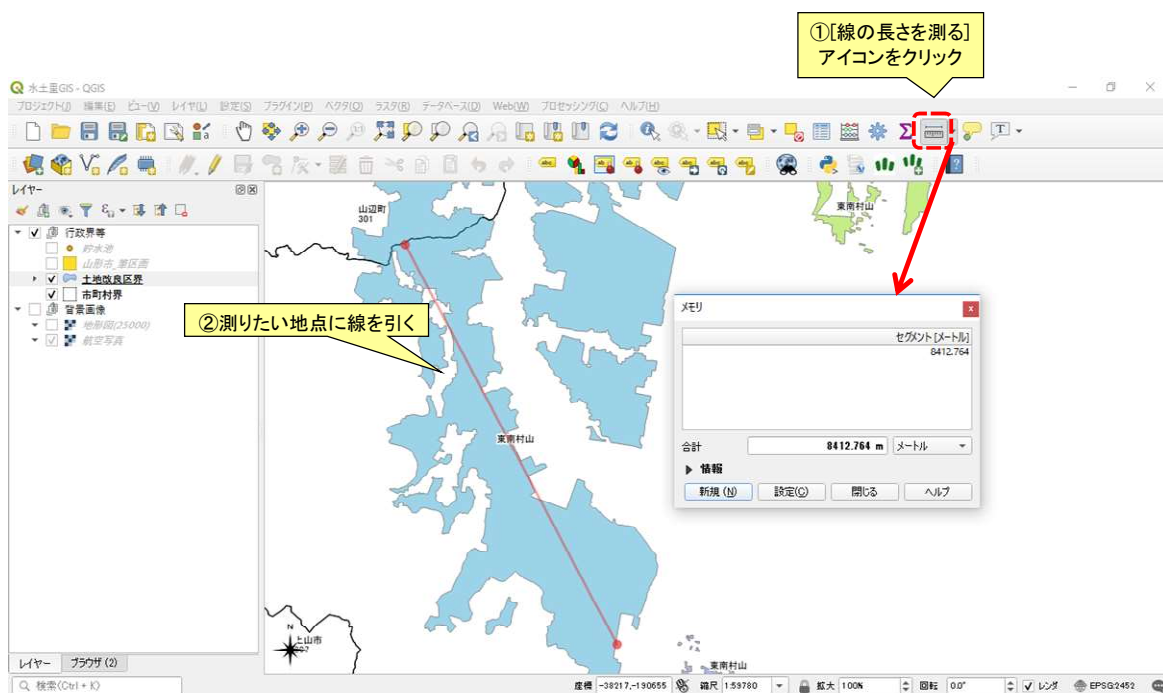 ①[線の長さを測る]
アイコンをクリック
水土里GIS - QGIS
プロジェクト(J) 編集(E) ビュー(V) レイヤ(L) 設定(S) プラグイン(P) ベクタ(O) ラスタ(R) データベース(D) Web(W) プロセッシング(C) ヘルプ(H)
レイヤー
行政界等
貯水池
山形市_筆区画
土地改良区界
市町村界
背景画像
地形図(25000)
航空写真
山辺町
301
東南村山
②測りたい地点に線を引く
メモリ
セグメント [メートル]
8412.764
合計 8412.764 m メートル
情報
新規 (N) 設定(C) 閉じる ヘルプ
東南村山
N
上山市
東南村山
レイヤー ブラウザ (2)
検索(Ctrl + K) 座標 -38217,-190655 縮尺 1:59780 拡大 100% 回転 0.0° レンダ EPSG:2452